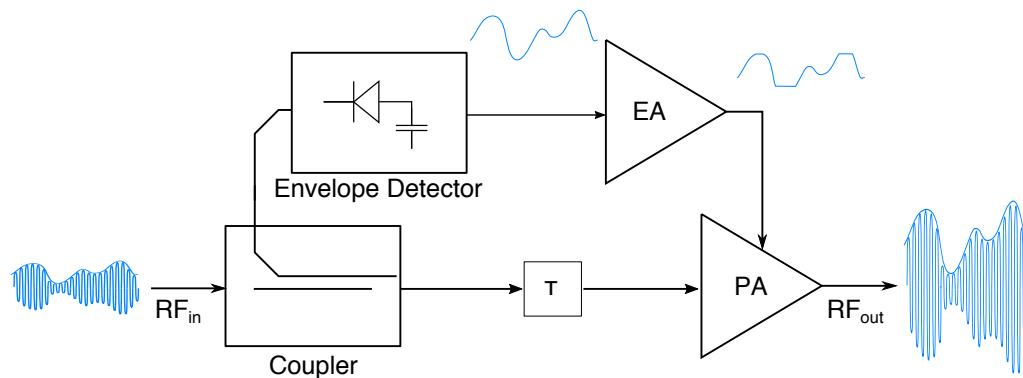 EA
Envelope Detector
RFin
T
PA
RFout
Coupler